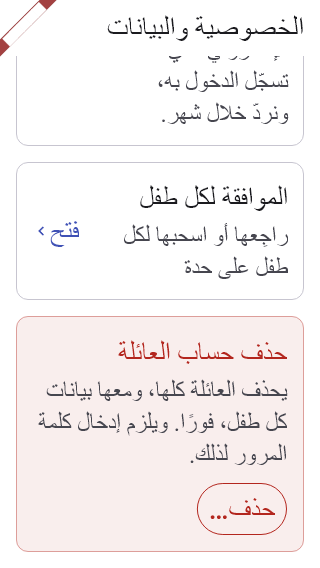 الخصوصية والبيانات
تسجّل الدخول به،
ونردّ خلال شهر.
الموافقة لكل طفل
راجعها أو اسحبها لكل
طفل على حدة
فتح ›
حذف حساب العائلة
يحذف العائلة كلها، ومعها بيانات
كل طفل، فورًا. ويلزم إدخال كلمة
المرور لذلك.
حذف...